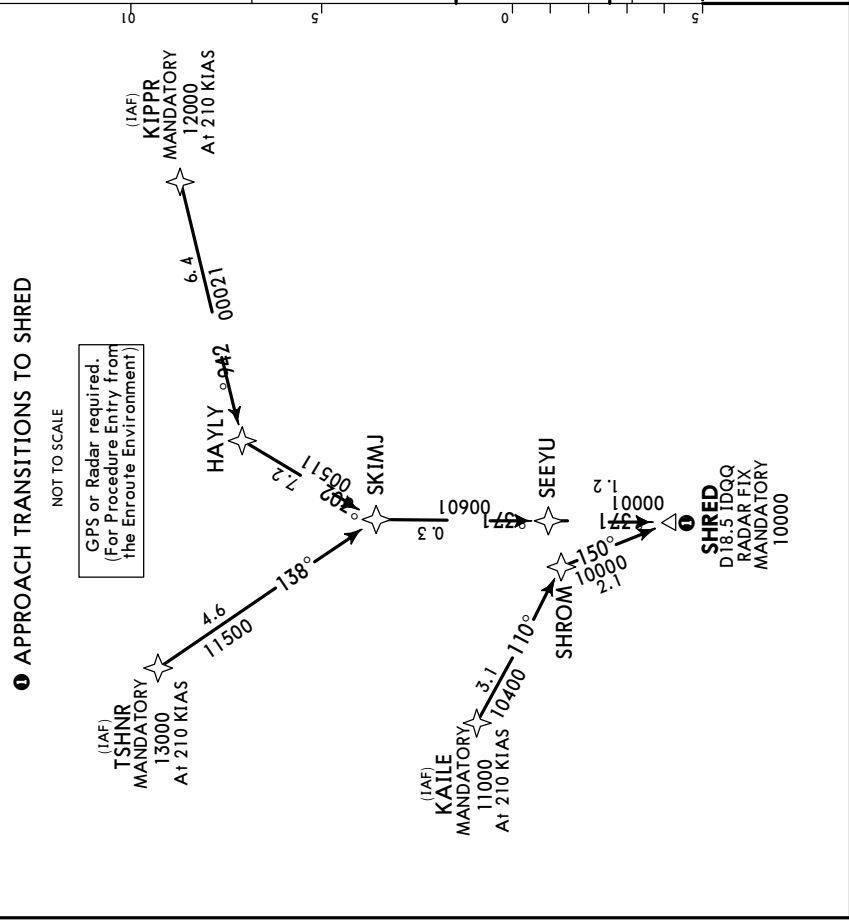 ❶ APPROACH TRANSITIONS TO SHRED
NOT TO SCALE
GPS or Radar required.
(For Procedure Entry from
the Enroute Environment)
(IAF)
TSHNR
MANDATORY
13000
At 210 KIAS
4.6
11500
138°
(IAF)
KIPPR
MANDATORY
12000
At 210 KIAS
6.4
12000
249°
HAYLY
2.7
11500
SKIMJ
3.0
10900
173°
SEEYU
2.1
10000
173°
(IAF)
KAILE
MANDATORY
11000
At 210 KIAS
3.1
10400
110°
SHROM
150°
10000
2.1
❶
SHRED
D18.5 IDQQ
RADAR FIX
MANDATORY
10000
10
5
0
5